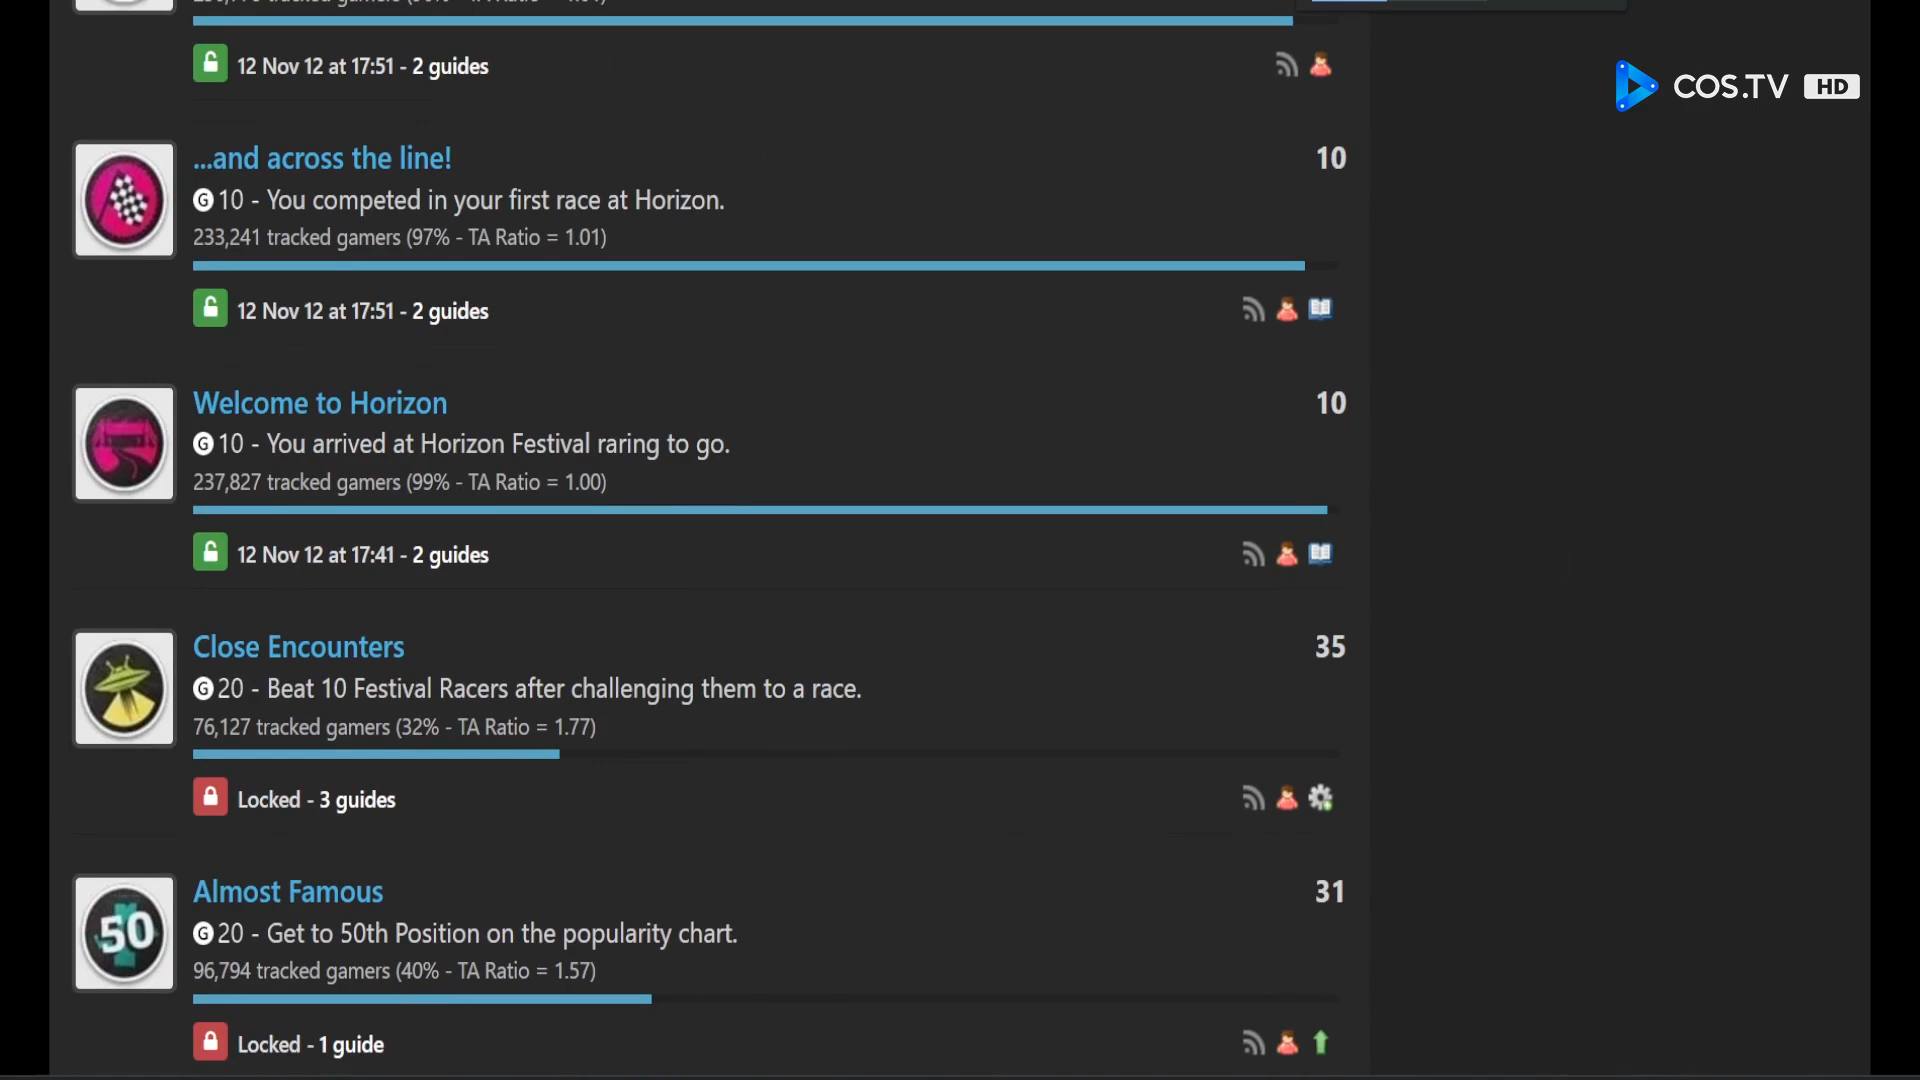 12 Nov 12 at 17:51 - 2 guides
COS.TV HD
...and across the line!
10
G 10 - You competed in your first race at Horizon.
233,241 tracked gamers (97% - TA Ratio = 1.01)
12 Nov 12 at 17:51 - 2 guides
Welcome to Horizon
10
G 10 - You arrived at Horizon Festival raring to go.
237,827 tracked gamers (99% - TA Ratio = 1.00)
12 Nov 12 at 17:41 - 2 guides
Close Encounters
35
G 20 - Beat 10 Festival Racers after challenging them to a race.
76,127 tracked gamers (32% - TA Ratio = 1.77)
Locked - 3 guides
Almost Famous
31
50
G 20 - Get to 50th Position on the popularity chart.
96,794 tracked gamers (40% - TA Ratio = 1.57)
Locked - 1 guide